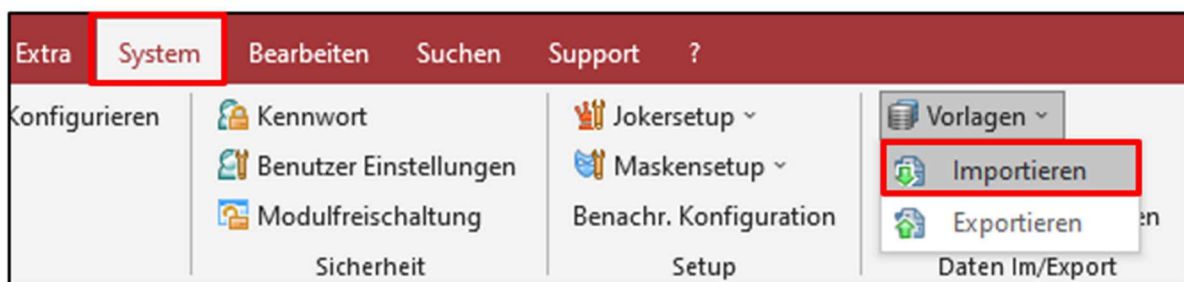 Extra System Bearbeiten Suchen Support ?
Konfigurieren Kennwort Jokersetup Vorlagen
Benutzer Einstellungen Maskensetup Importieren
Modulfreischaltung Benachr. Konfiguration Exportieren en
Sicherheit Setup Daten Im/Export